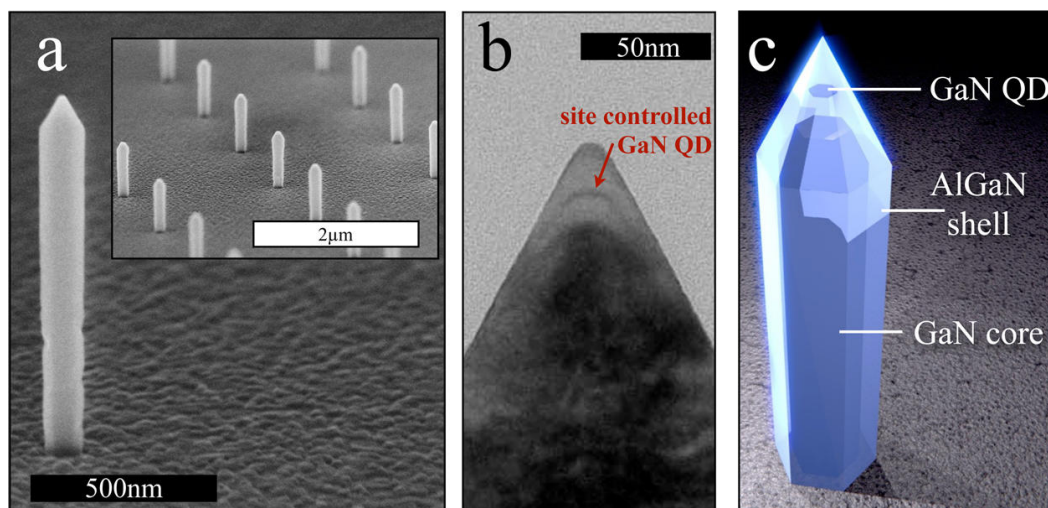 a
2µm
500nm
b
50nm
site controlled
GaN QD
c
GaN QD
AlGaN
shell
GaN core